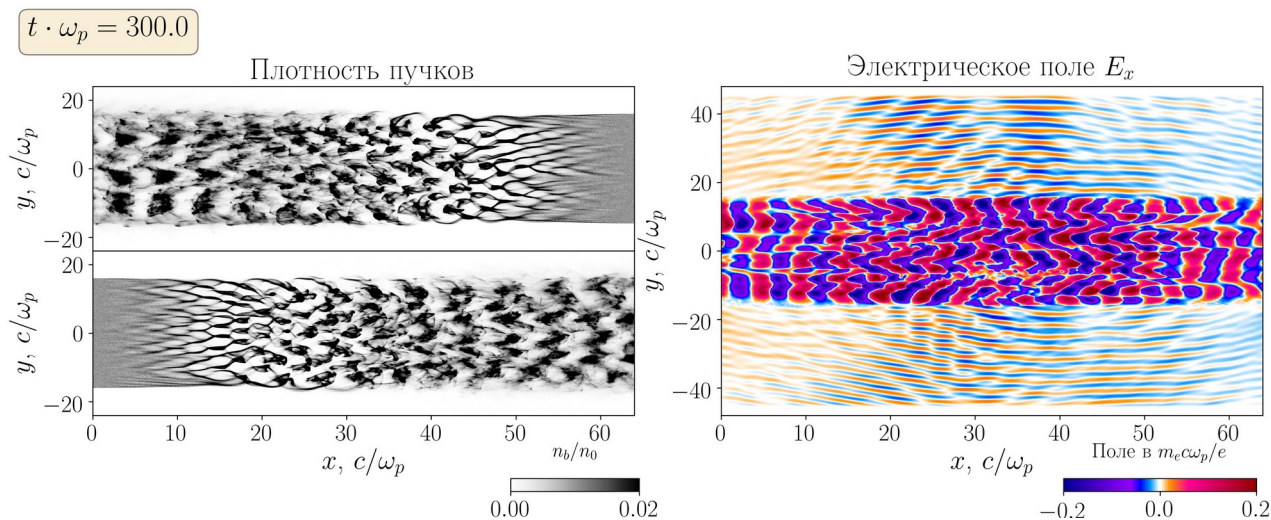 t · ω_p = 300.0
Плотность пучков
20
0
−20
y, c/ω_p
20
0
−20
y, c/ω_p
0 10 20 30 40 50 60
x, c/ω_p
n_b/n_0
0.00 0.02
Электрическое поле E_x
40
20
0
−20
−40
y, c/ω_p
0 10 20 30 40 50 60
x, c/ω_p
Поле в m_e c ω_p/e
−0.2 0.0 0.2